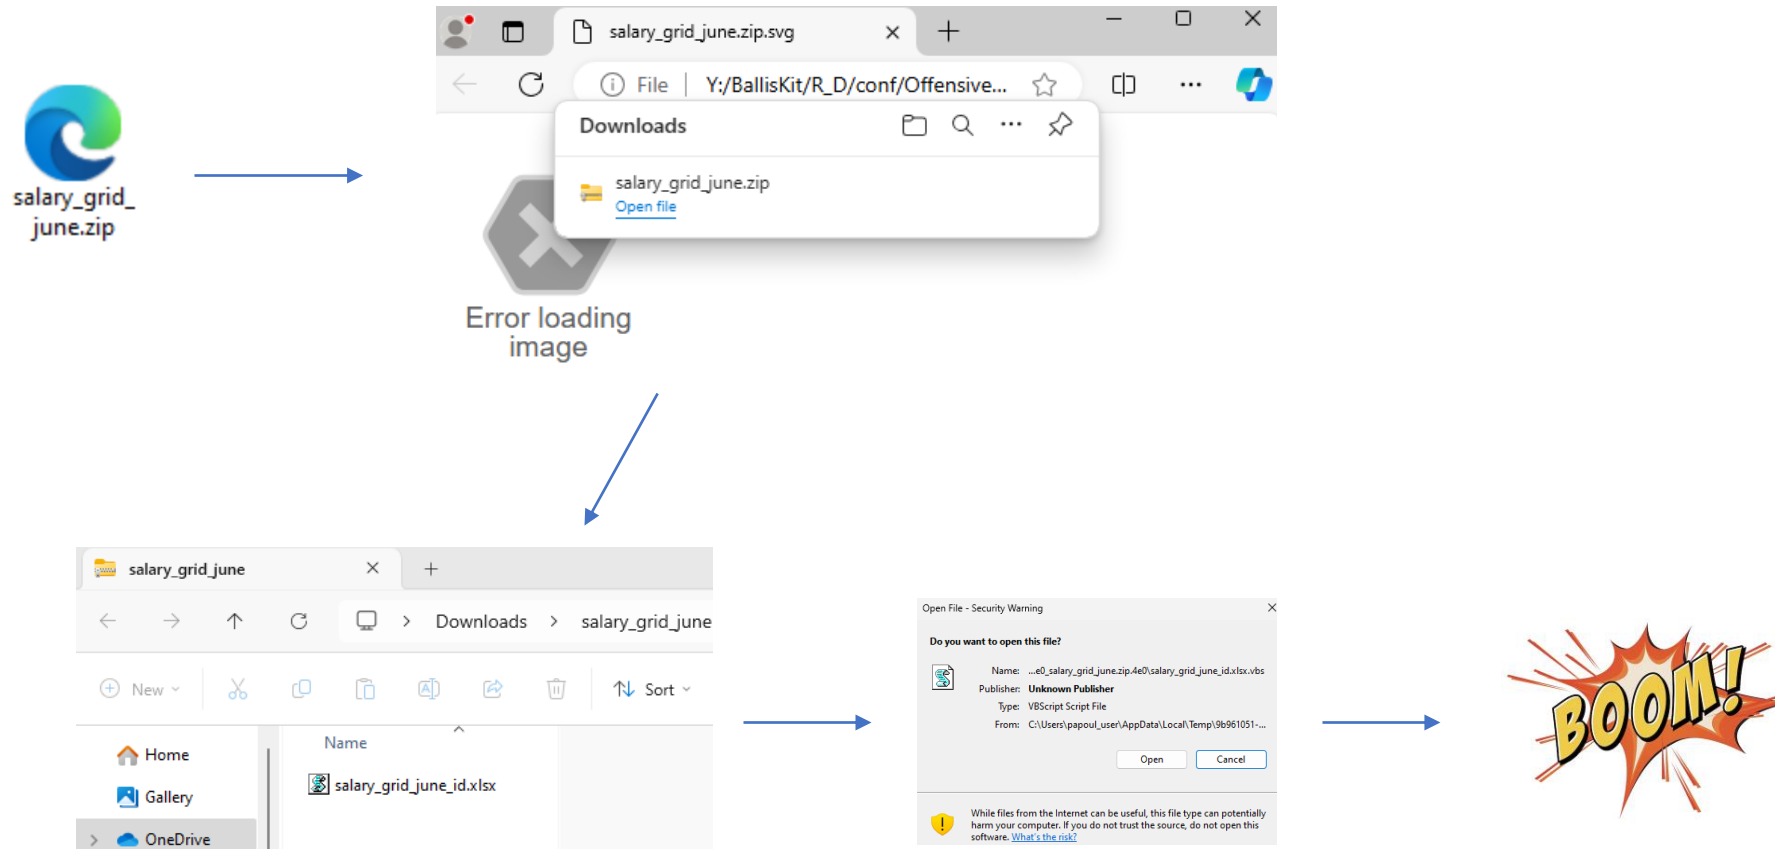 salary_grid_
june.zip
salary_grid_june.zip.svg
File
Y:/BallisKit/R_D/conf/Offensive...
Downloads
salary_grid_june.zip
Open file
Error loading
image
salary_grid_june
Downloads > salary_grid_june
New
Sort
Home
Gallery
OneDrive
Name
salary_grid_june_id.xlsx
Open File - Security Warning
Do you want to open this file?
Name: ...e0_salary_grid_june.zip.4e0\salary_grid_june_id.xlsx.vbs
Publisher: Unknown Publisher
Type: VBScript Script File
From: C:\Users\papoul_user\AppData\Local\Temp\9b961051-...
Open
Cancel
While files from the Internet can be useful, this file type can potentially
harm your computer. If you do not trust the source, do not open this
software. What's the risk?
BOOM!